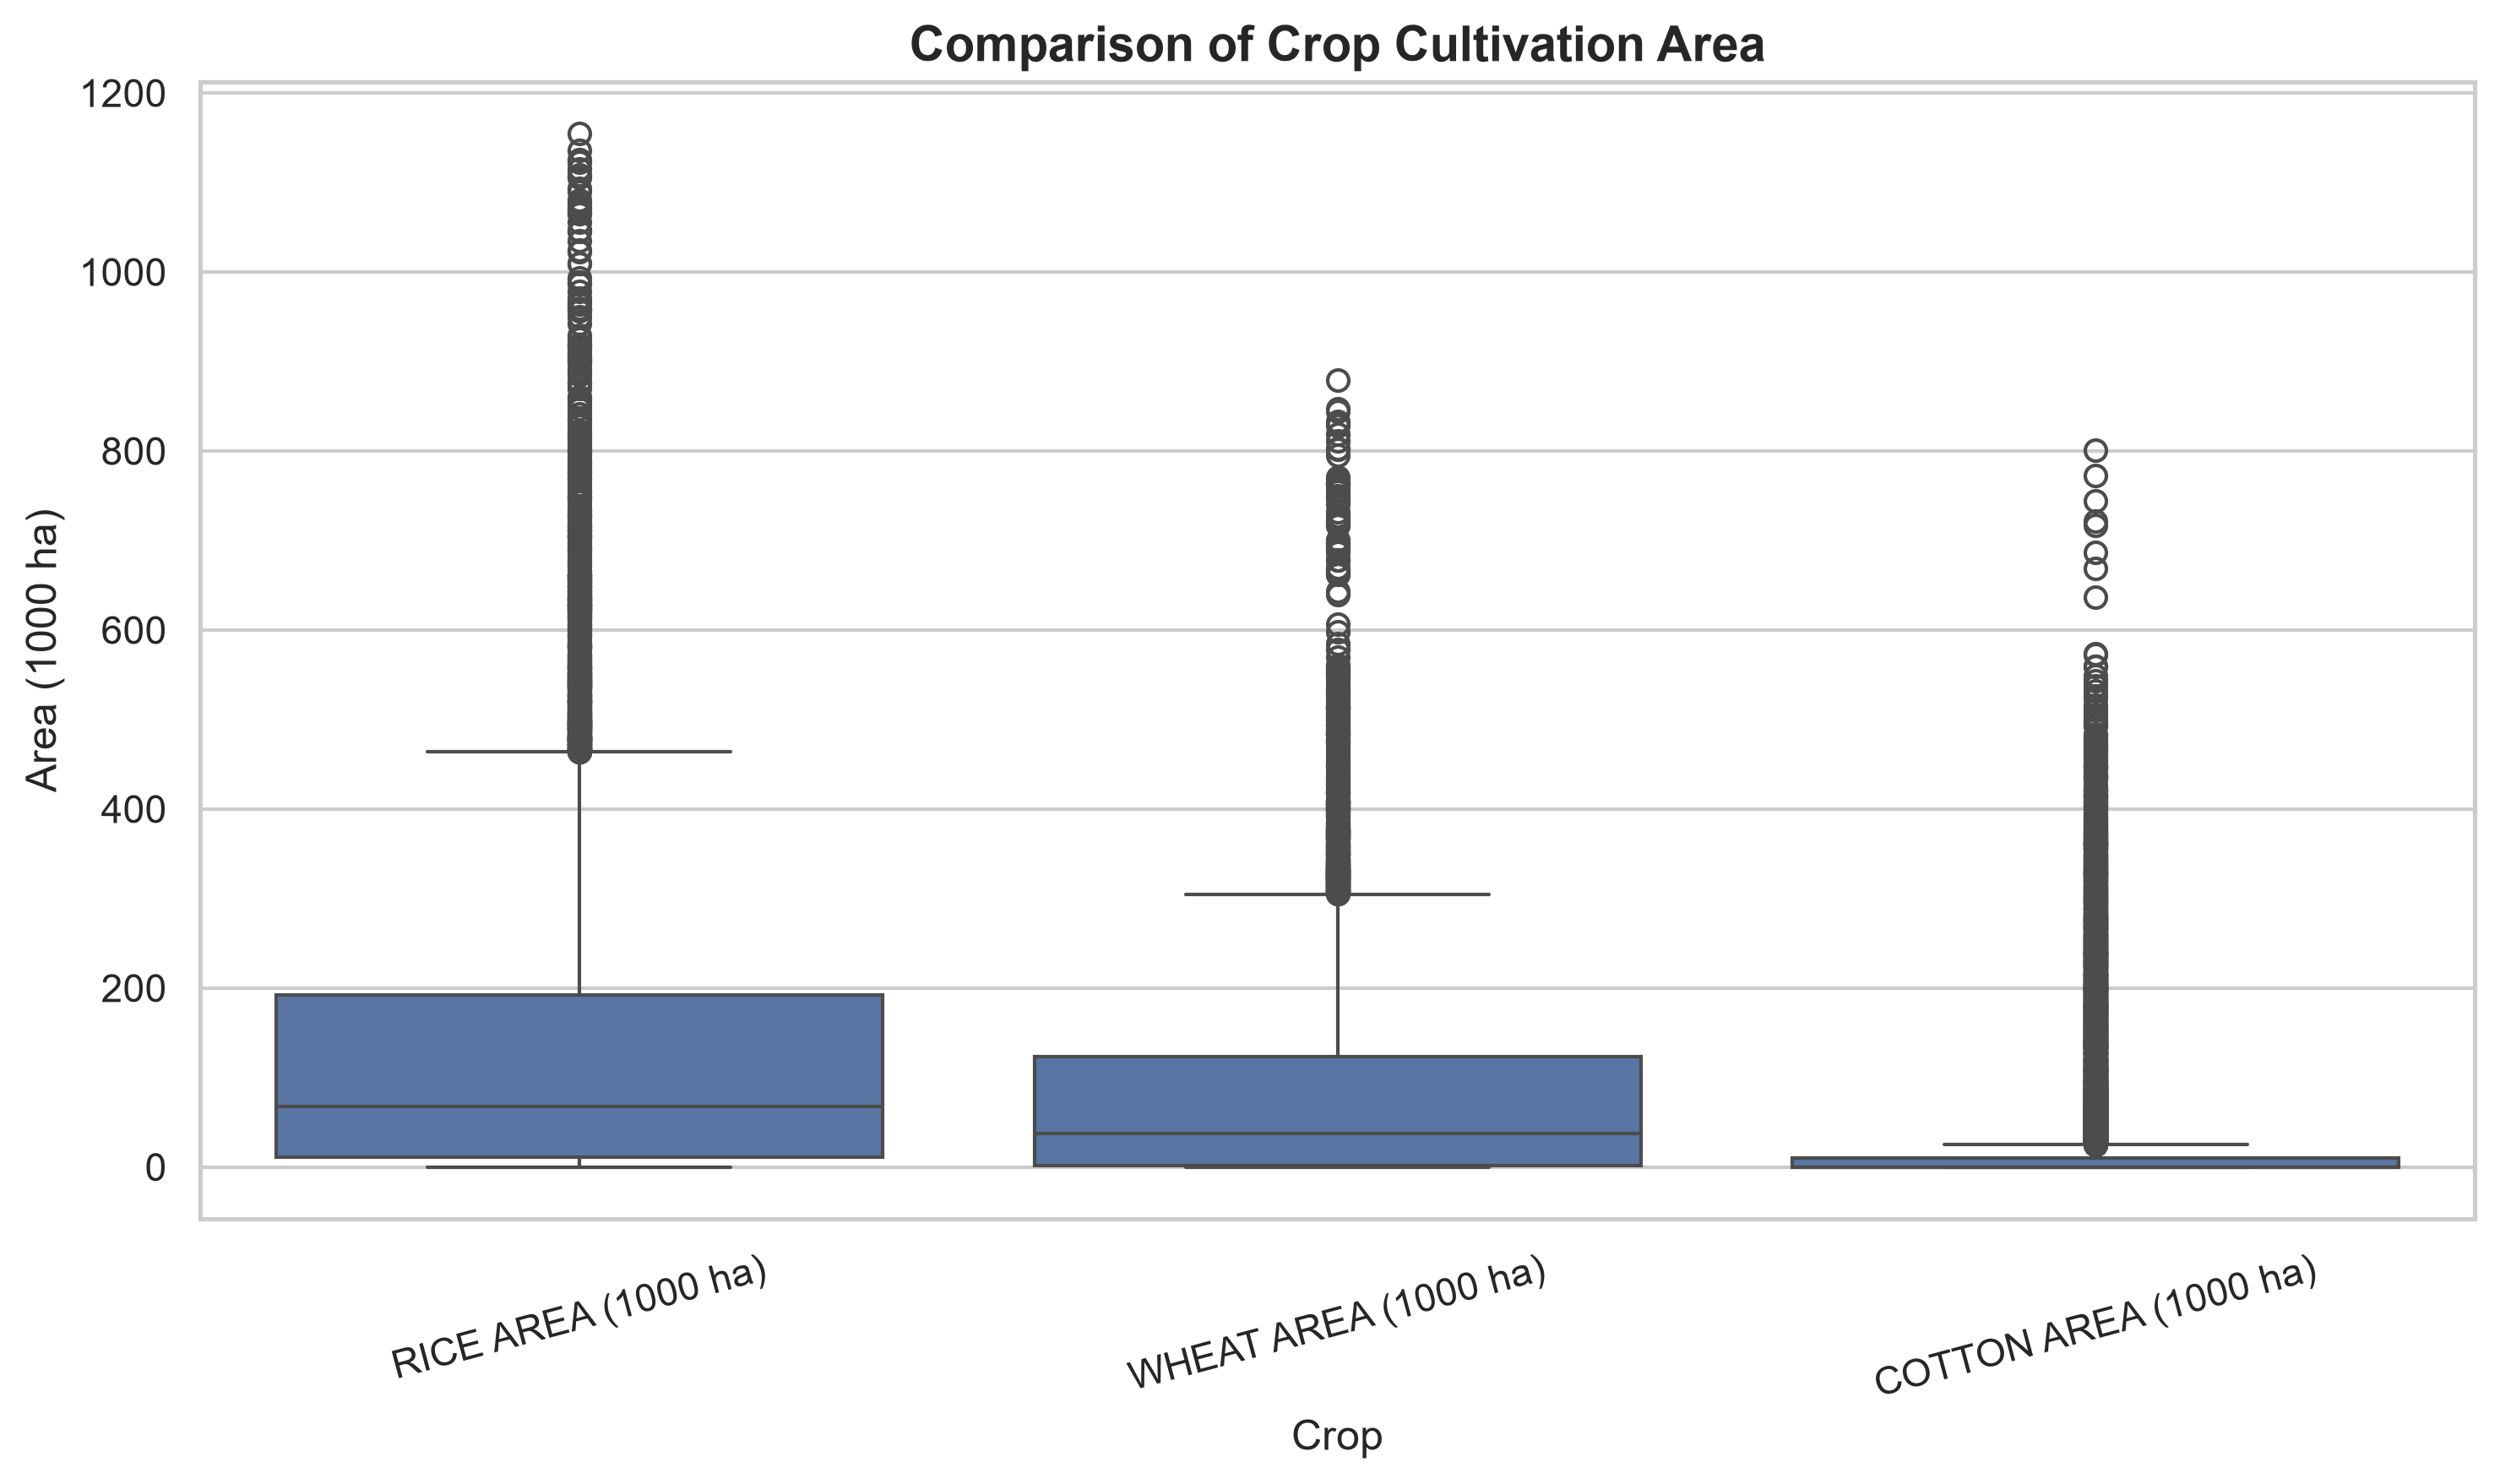 Comparison of Crop Cultivation Area
1200
1000
800
600
400
200
0
Area (1000 ha)
RICE AREA (1000 ha)
WHEAT AREA (1000 ha)
COTTON AREA (1000 ha)
Crop